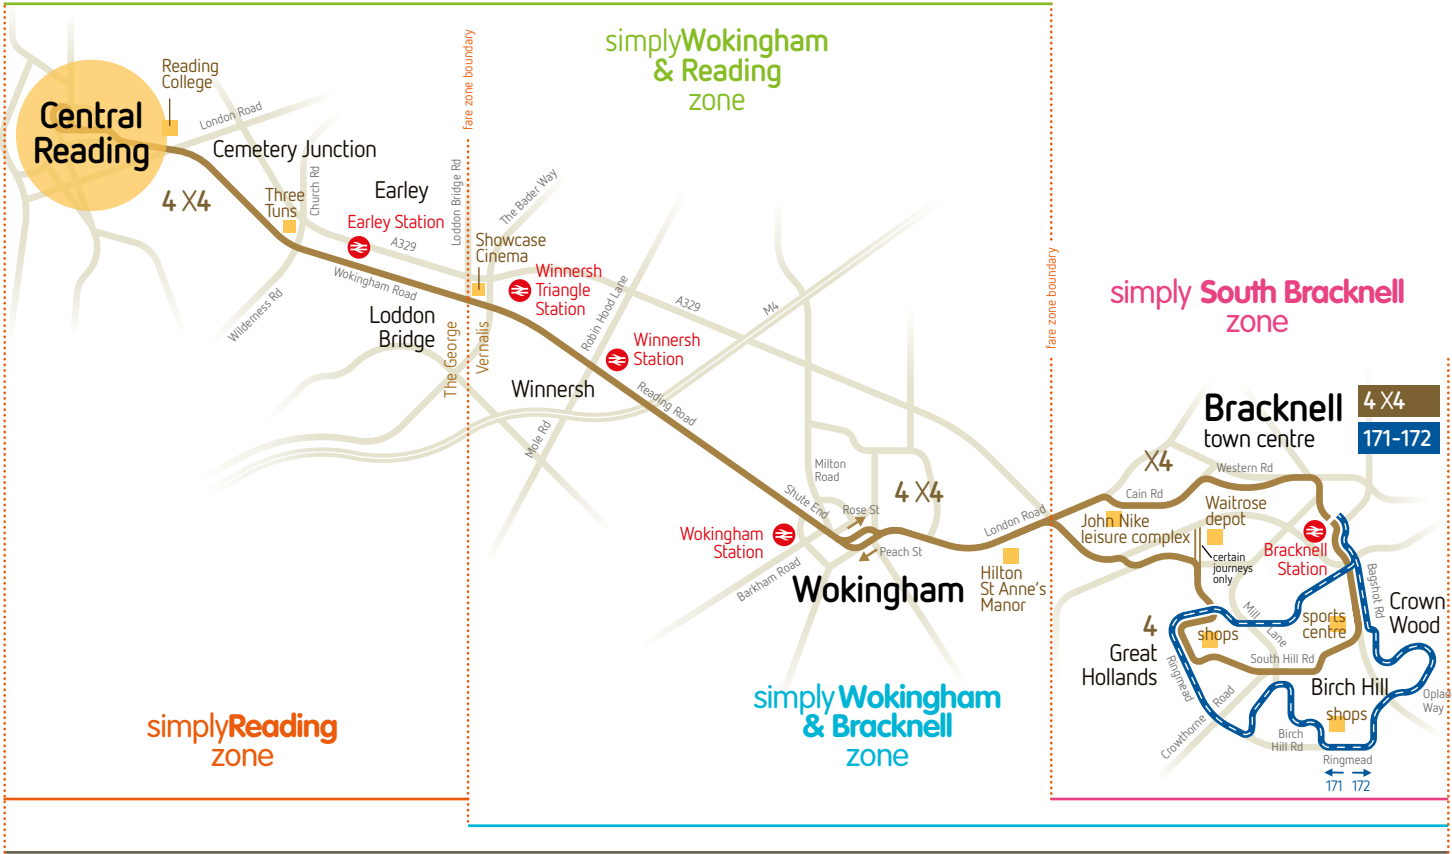 simplyWokingham
& Reading
zone
fare zone boundary
Reading
College
London Road
Central
Reading
Cemetery Junction
4 X4
Three
Tuns
Church Rd
Earley
Earley Station
A329
Loddon Bridge Rd
The Bader Way
Showcase
Cinema
Wokingham Road
Wilderness Rd
Loddon
Bridge
The George
Vernalis
Winnersh
Triangle
Station
Robin Hood Lane
A329
M4
Winnersh
Station
Winnersh
Reading Road
Mole Rd
fare zone boundary
simply South Bracknell
zone
Bracknell
town centre
4 X4
171-172
Milton
Road
Shute End
Rose St
4 X4
Peach St
Wokingham
Station
Barkham Road
Wokingham
London Road
Hilton
St Anne's
Manor
X4
Western Rd
Cain Rd
John Nike
leisure complex
Waitrose
depot
certain
journeys
only
Bracknell
Station
Bagshot Rd
Crown
Wood
Mill Lane
sports
centre
4
Great
Hollands
shops
South Hill Rd
Ringmead
Birch Hill
shops
Way
Crowthorne Road
Birch
Hill Rd
Ringmead
171 172
simplyReading
zone
simply Wokingham
& Bracknell
zone